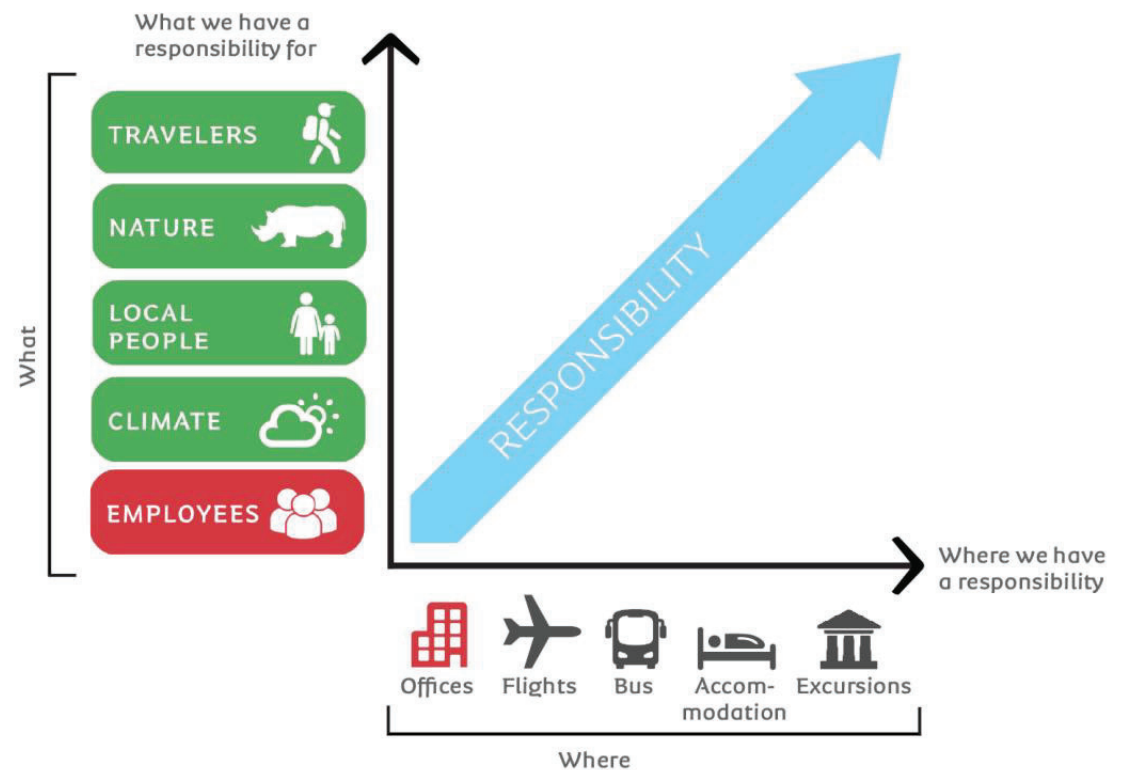 What we have a
responsibility for
What
TRAVELERS
NATURE
LOCAL
PEOPLE
CLIMATE
EMPLOYEES
RESPONSIBILITY
Where we have
a responsibility
Offices
Flights
Bus
Accom-
modation
Excursions
Where